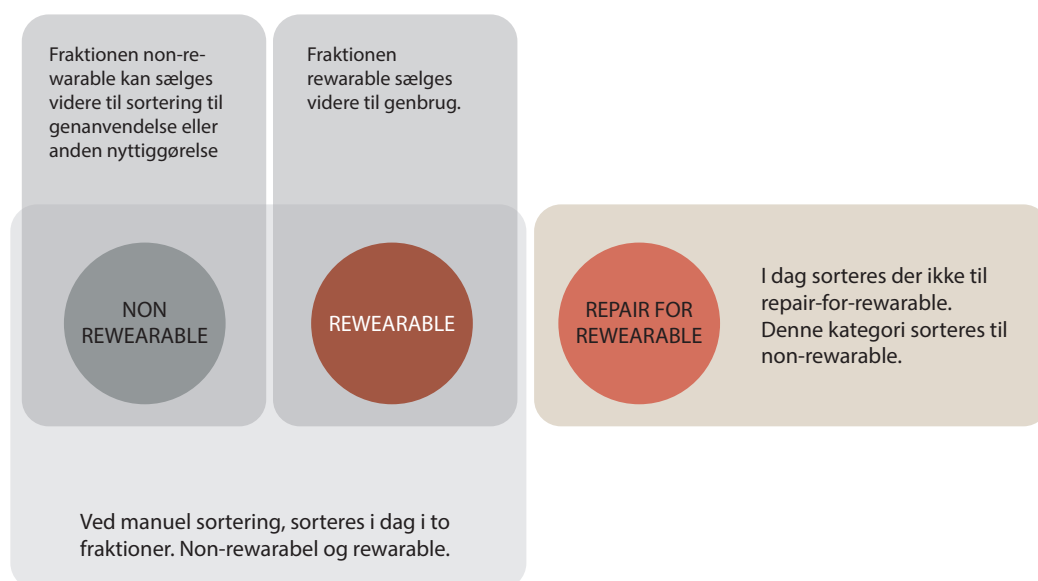 Fraktionen non-re-
warable kan sælges
videre til sortering til
genanvendelse eller
anden nyttiggørelse
Fraktionen
rewarable sælges
videre til genbrug.
NON
REWEARABLE
REWEARABLE
REPAIR FOR
REWEARABLE
I dag sorteres der ikke til
repair-for-rewarable.
Denne kategori sorteres til
non-rewarable.
Ved manuel sortering, sorteres i dag i to
fraktioner. Non-rewarabel og rewarable.